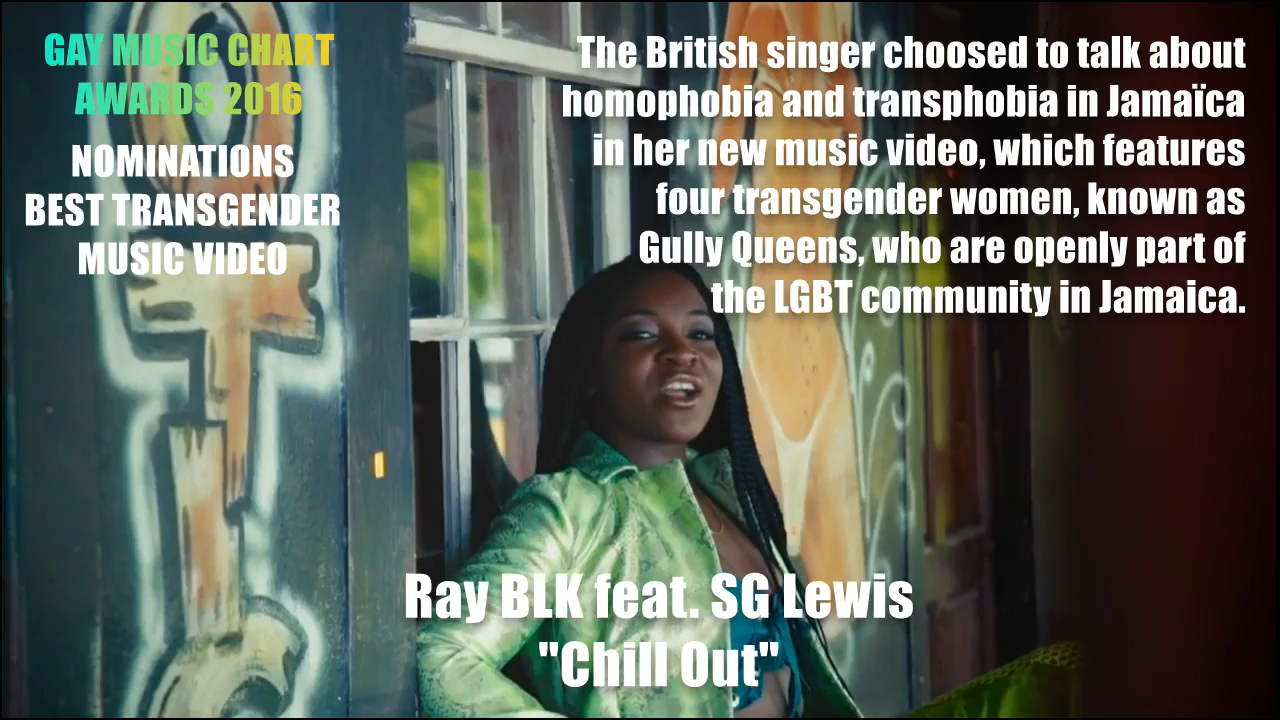 GAY MUSIC CHART
AWARDS 2016
NOMINATIONS
BEST TRANSGENDER
MUSIC VIDEO
The British singer choosed to talk about
homophobia and transphobia in Jamaïca
in her new music video, which features
four transgender women, known as
Gully Queens, who are openly part of
the LGBT community in Jamaica.
Ray BLK feat. SG Lewis
"Chill Out"